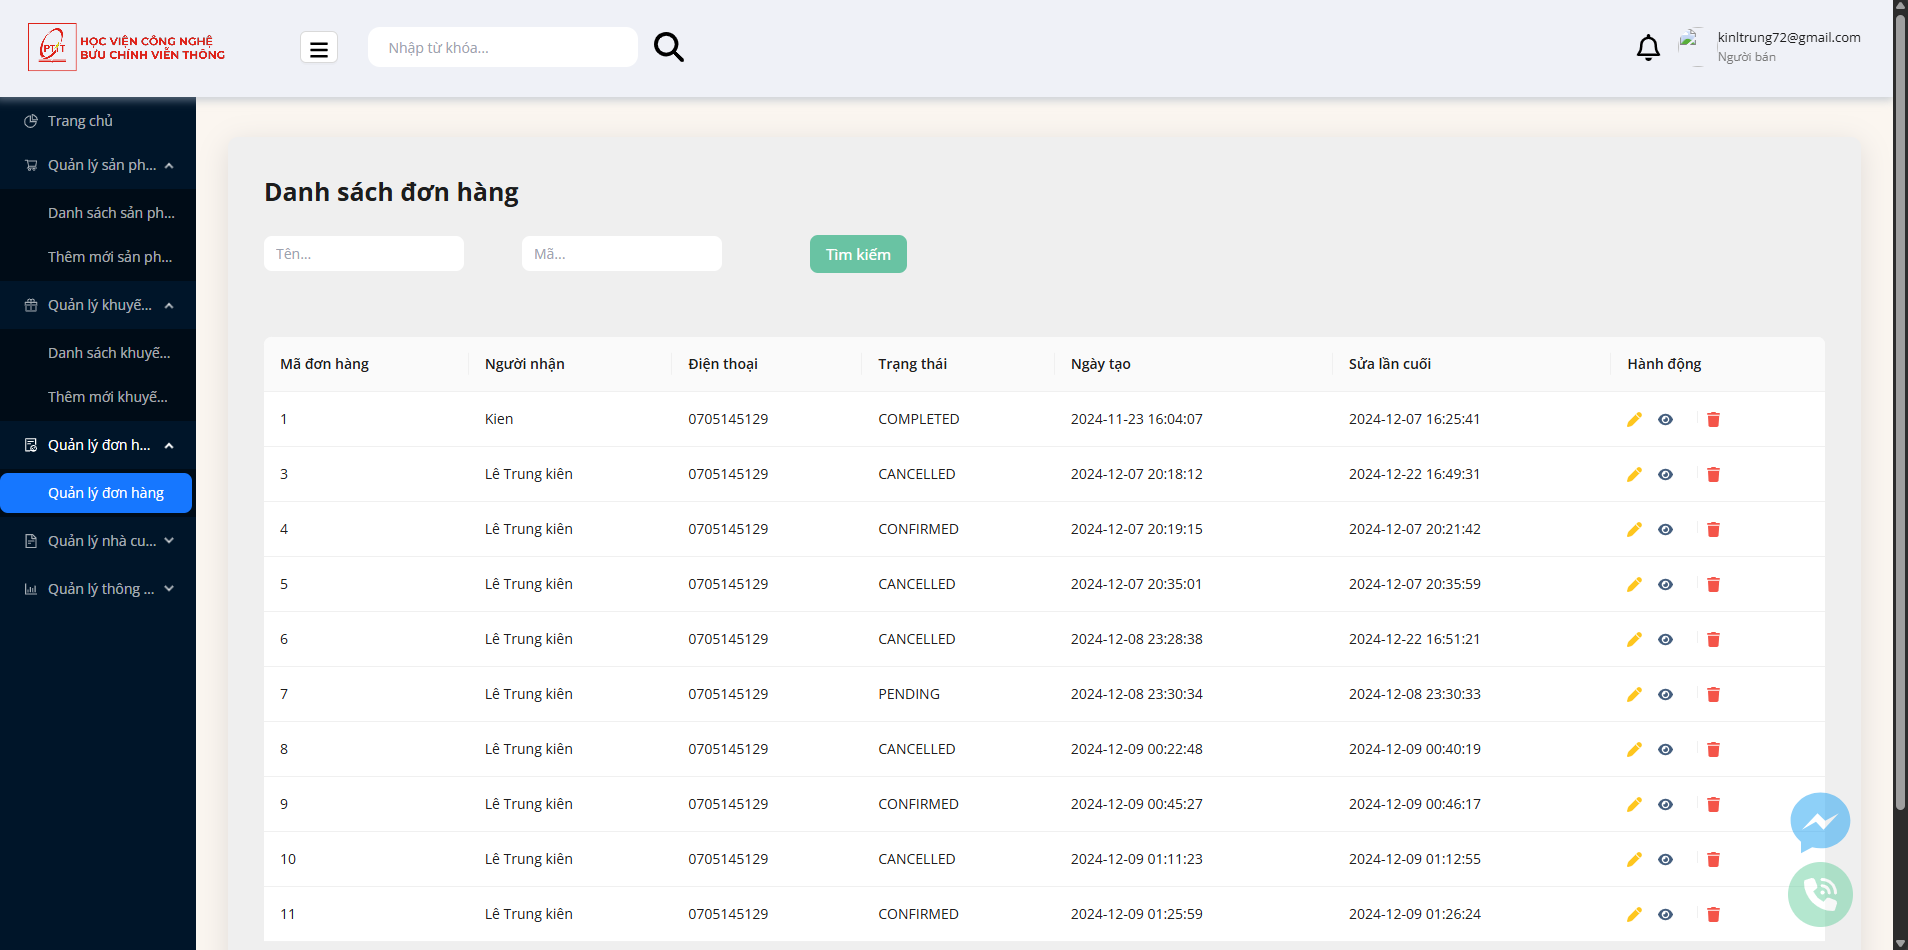 PTIT
HỌC VIỆN CÔNG NGHỆ
BƯU CHÍNH VIỄN THÔNG
Nhập từ khóa...
kinltrung72@gmail.com
Người bán
Trang chủ
Quản lý sản ph...
Danh sách sản ph...
Thêm mới sản ph...
Quản lý khuyế...
Danh sách khuyế...
Thêm mới khuyế...
Quản lý đơn h...
Quản lý đơn hàng
Quản lý nhà cu...
Quản lý thông ...
Danh sách đơn hàng
Tên... Mã... Tìm kiếm
Mã đơn hàng Người nhận Điện thoại Trạng thái Ngày tạo Sửa lần cuối Hành động
1 Kien 0705145129 COMPLETED 2024-11-23 16:04:07 2024-12-07 16:25:41
3 Lê Trung kiên 0705145129 CANCELLED 2024-12-07 20:18:12 2024-12-22 16:49:31
4 Lê Trung kiên 0705145129 CONFIRMED 2024-12-07 20:19:15 2024-12-07 20:21:42
5 Lê Trung kiên 0705145129 CANCELLED 2024-12-07 20:35:01 2024-12-07 20:35:59
6 Lê Trung kiên 0705145129 CANCELLED 2024-12-08 23:28:38 2024-12-22 16:51:21
7 Lê Trung kiên 0705145129 PENDING 2024-12-08 23:30:34 2024-12-08 23:30:33
8 Lê Trung kiên 0705145129 CANCELLED 2024-12-09 00:22:48 2024-12-09 00:40:19
9 Lê Trung kiên 0705145129 CONFIRMED 2024-12-09 00:45:27 2024-12-09 00:46:17
10 Lê Trung kiên 0705145129 CANCELLED 2024-12-09 01:11:23 2024-12-09 01:12:55
11 Lê Trung kiên 0705145129 CONFIRMED 2024-12-09 01:25:59 2024-12-09 01:26:24